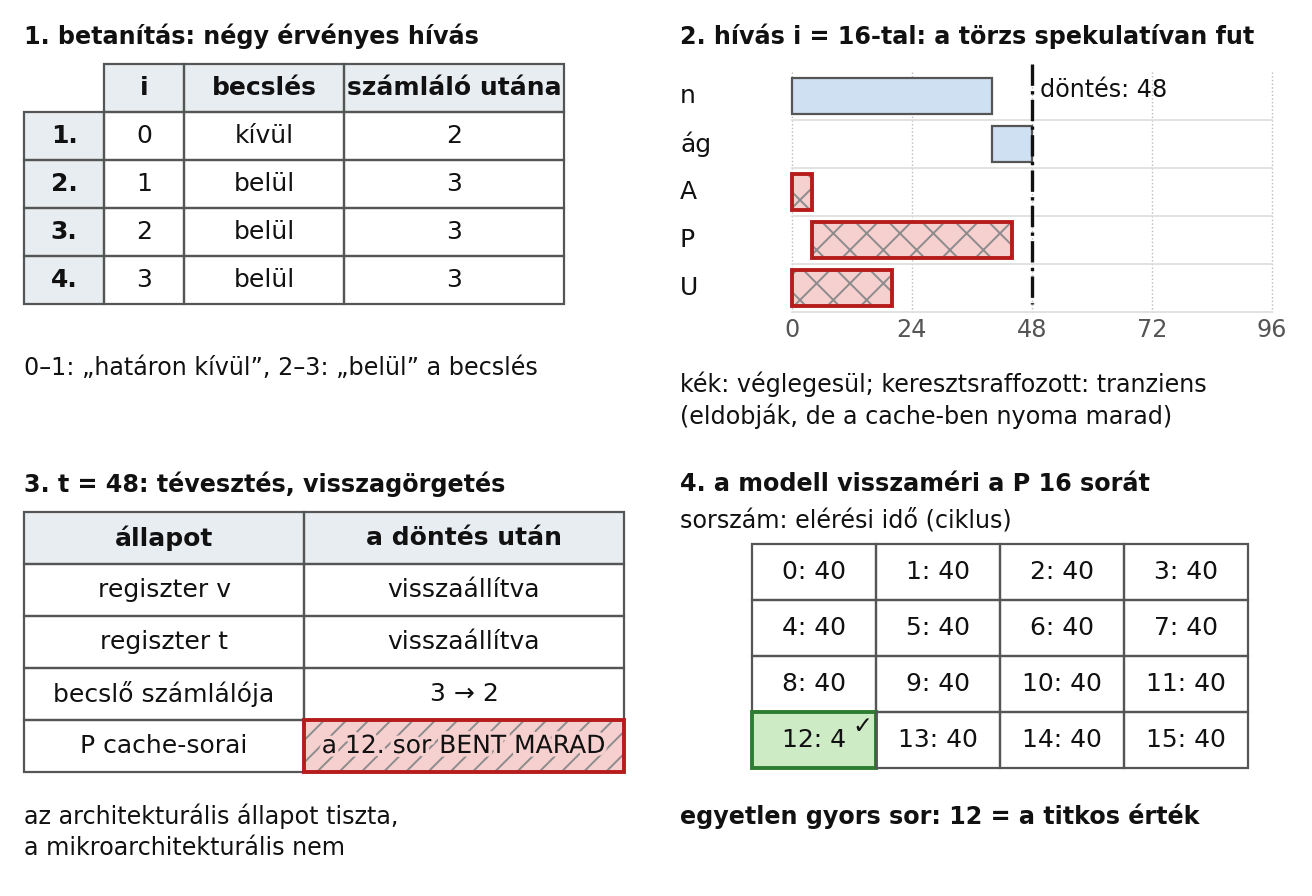 1. betanítás: négy érvényes hívás
i becslés számláló utána
1. 0 kívül 2
2. 1 belül 3
3. 2 belül 3
4. 3 belül 3
0–1: „határon kívül”, 2–3: „belül” a becslés
2. hívás i = 16-tal: a törzs spekulatívan fut
döntés: 48
n
ág
A
P
U
0 24 48 72 96
kék: véglegesül; keresztsraffozott: tranziens
(eldobják, de a cache-ben nyoma marad)
3. t = 48: tévesztés, visszagörgetés
állapot a döntés után
regiszter v visszaállítva
regiszter t visszaállítva
becslő számlálója 3 → 2
P cache-sorai a 12. sor BENT MARAD
az architekturális állapot tiszta,
a mikroarchitekturális nem
4. a modell visszaméri a P 16 sorát
sorszám: elérési idő (ciklus)
0: 40 1: 40 2: 40 3: 40
4: 40 5: 40 6: 40 7: 40
8: 40 9: 40 10: 40 11: 40
12: 4 ✓ 13: 40 14: 40 15: 40
egyetlen gyors sor: 12 = a titkos érték